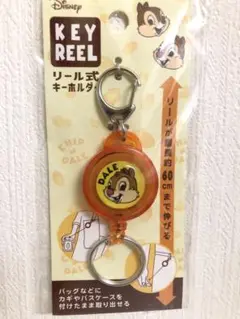 Disney
KEY
REEL
リール式
キーホルダー
リールが最長約60cmまで伸びる
CHIP 'N DALE
DALE
バッグなどに
カギやパスケースを
付けたまま取り出せる